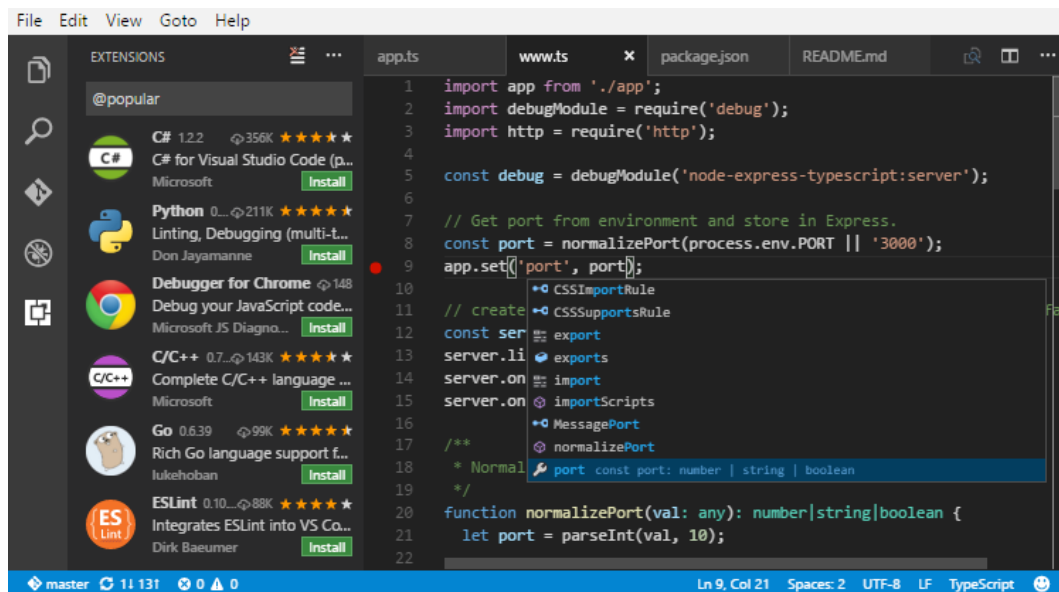 File Edit View Goto Help
EXTENSIONS
@popular
C# 1.2.2 356K
C# for Visual Studio Code (p...
Microsoft Install
C#
Python 0.... 211K
Linting, Debugging (multi-t...
Don Jayamanne Install
Debugger for Chrome 148
Debug your JavaScript code...
Microsoft JS Diagno... Install
C/C++ 0.7... 143K
Complete C/C++ language ...
Microsoft Install
C/C++
Go 0.6.39 99K
Rich Go language support f...
lukehoban Install
ESLint 0.10.... 88K
Integrates ESLint into VS Co...
Dirk Baeumer Install
ES
Lint
app.ts www.ts package.json README.md
1 import app from './app';
2 import debugModule = require('debug');
3 import http = require('http');
4
5 const debug = debugModule('node-express-typescript:server');
6
7 // Get port from environment and store in Express.
8 const port = normalizePort(process.env.PORT || '3000');
9 app.set('port', port);
10
11 // create
12 const ser
13 server.li
14 server.on
15 server.on
16
17 /**
18 * Normal
19 */
20 function normalizePort(val: any): number|string|boolean {
21 let port = parseInt(val, 10);
22
CSSImportRule
CSSSupportsRule
export
exports
import
importScripts
MessagePort
normalizePort
port const port: number | string | boolean
master 1↓ 13↑ 0 0 Ln 9, Col 21 Spaces: 2 UTF-8 LF TypeScript